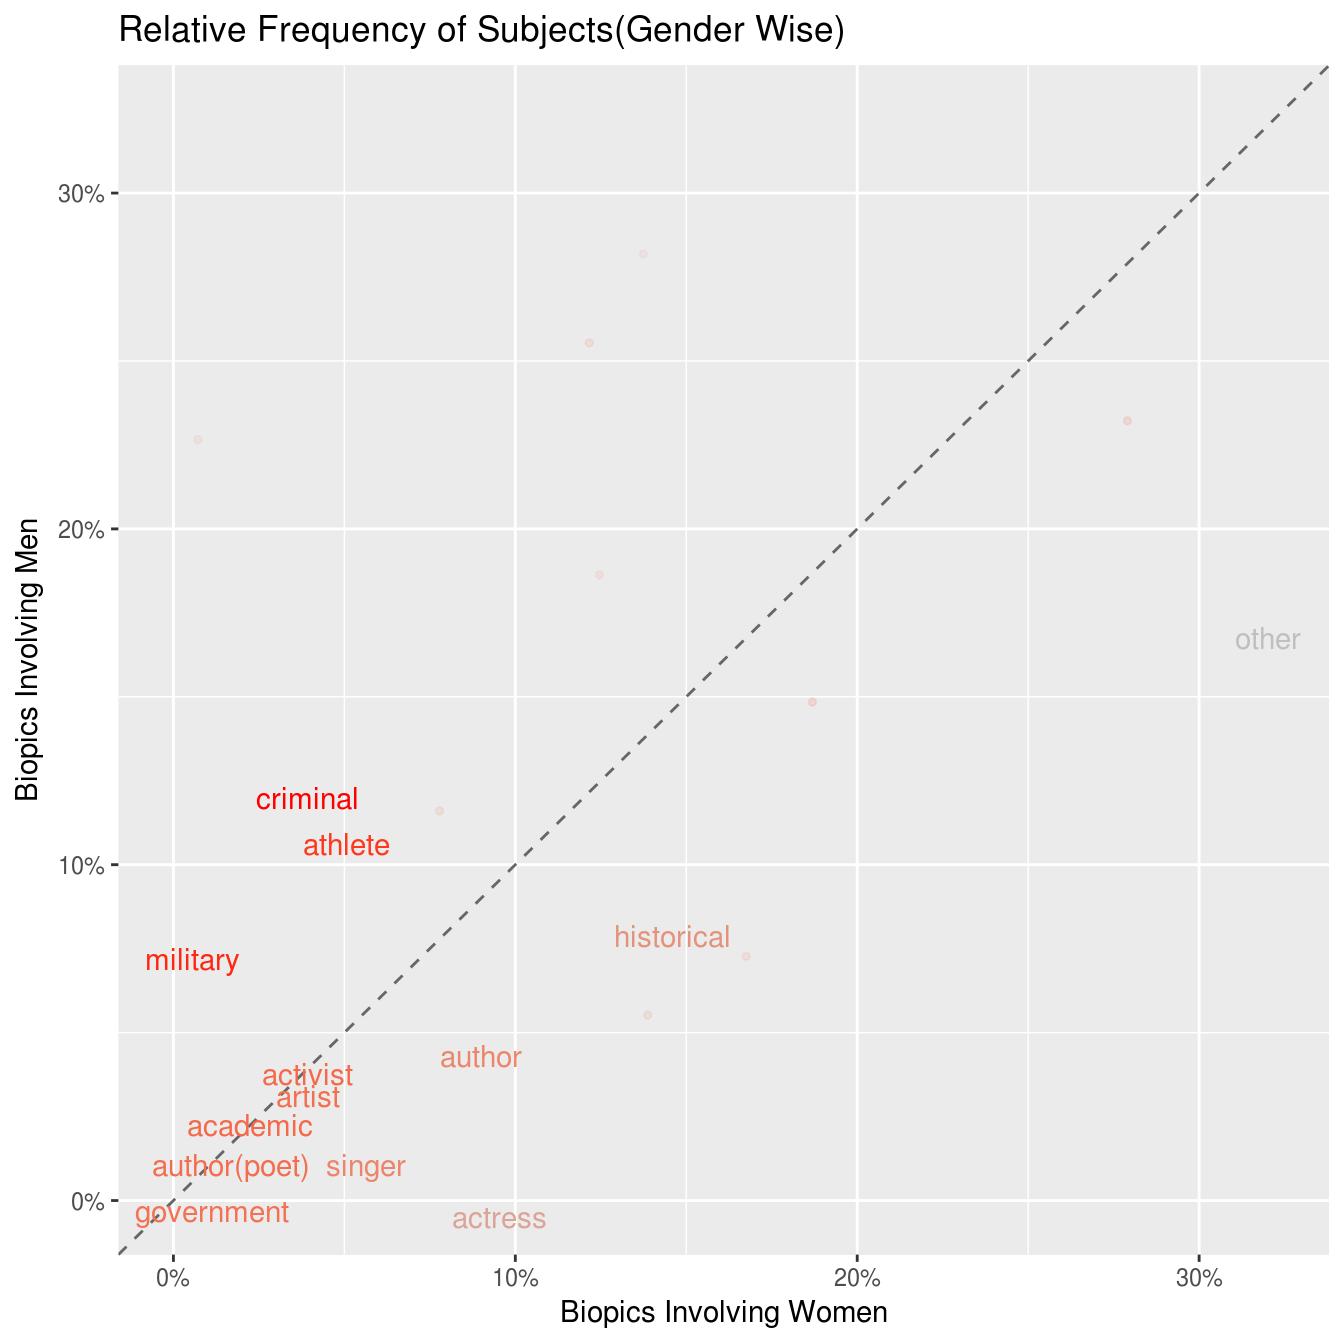 Relative Frequency of Subjects(Gender Wise)
Biopics Involving Men
30%
20%
10%
0%
other
criminal
athlete
historical
military
author
activist
artist
academic
author(poet) singer
government
actress
0% 10% 20% 30%
Biopics Involving Women